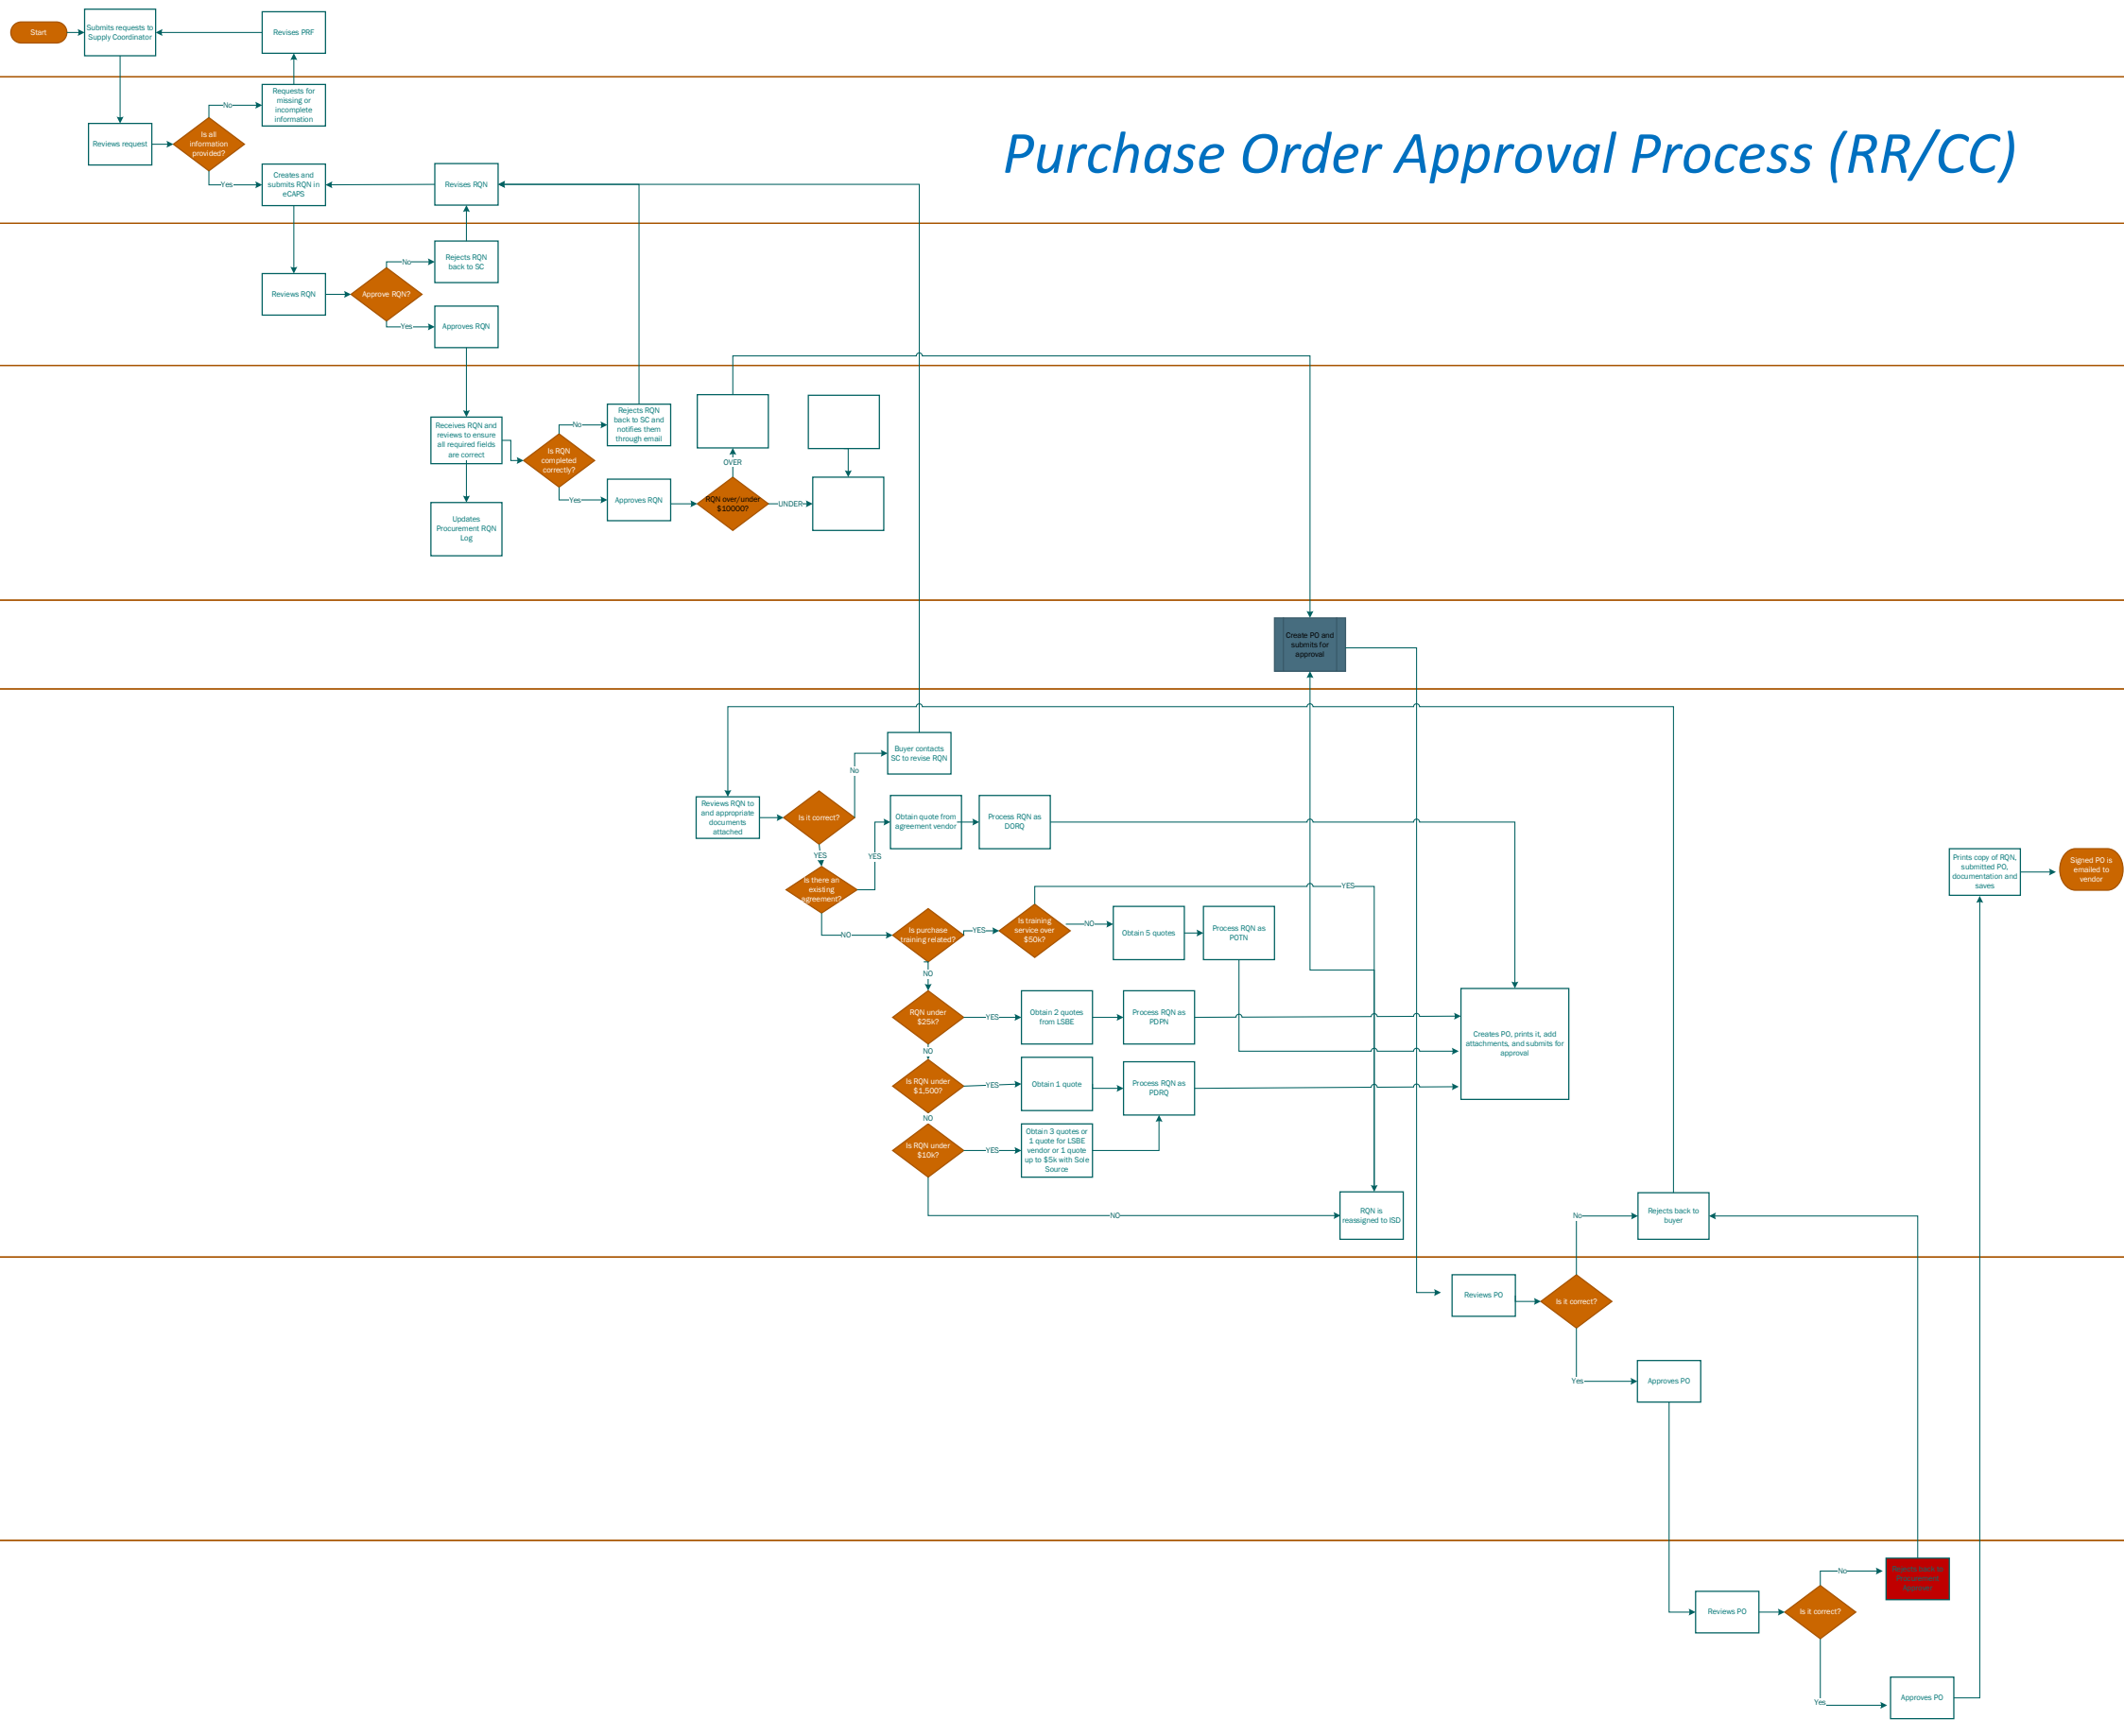 Start
Submits requests to
Supply Coordinator
Revises PRF
Requests for
missing or
incomplete
information
No
Reviews request
Is all
information
provided?
Yes
Creates and
submits RQN in
eCAPS
Revises RQN
Purchase Order Approval Process (RR/CC)
Rejects RQN
back to SC
No
Reviews RQN
Approve RQN?
Yes
Approves RQN
Receives RQN and
reviews to ensure
all required fields
are correct
Is RQN
completed
correctly?
No
Rejects RQN
back to SC and
notifies them
through email
Yes
Approves RQN
OVER
RQN over/under
$10000?
UNDER
Updates
Procurement RQN
Log
Create PO and
submits for
approval
Buyer contacts
SC to revise RQN
No
Reviews RQN to
and appropriate
documents
attached
Is it correct?
YES
Obtain quote from
agreement vendor
Process RQN as
DORQ
YES
Is there an
existing
agreement?
NO
Is purchase
training related?
YES
Is training
service over
$50k?
YES
NO
Obtain 5 quotes
Process RQN as
POTN
NO
RQN under
$25k?
YES
Obtain 2 quotes
from LSBE
Process RQN as
PDPN
NO
Is RQN under
$1,500?
YES
Obtain 1 quote
Process RQN as
PDRQ
NO
Is RQN under
$10k?
YES
Obtain 3 quotes or
1 quote for LSBE
vendor or 1 quote
up to $5k with Sole
Source
NO
RQN is
reassigned to ISD
Creates PO, prints it, add
attachments, and submits for
approval
Prints copy of RQN,
submitted PO,
documentation and
saves
Signed PO is
emailed to
vendor
Rejects back to
buyer
No
Reviews PO
Is it correct?
Yes
Approves PO
Reviews PO
Is it correct?
No
Yes
Approves PO